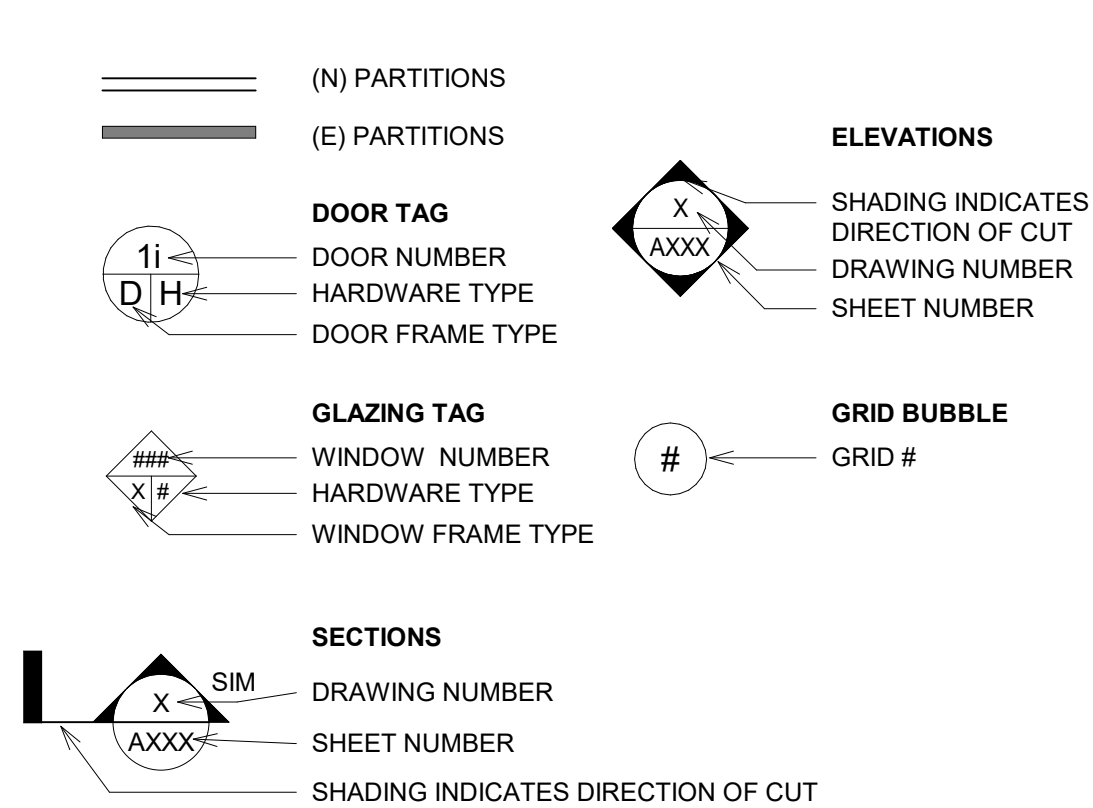 (N) PARTITIONS
(E) PARTITIONS
DOOR TAG
1i
DOOR NUMBER
D H
HARDWARE TYPE
DOOR FRAME TYPE
ELEVATIONS
X
AXXX
SHADING INDICATES
DIRECTION OF CUT
DRAWING NUMBER
SHEET NUMBER
GLAZING TAG
###
WINDOW NUMBER
X #
HARDWARE TYPE
WINDOW FRAME TYPE
GRID BUBBLE
#
GRID #
SECTIONS
SIM
X
DRAWING NUMBER
AXXX
SHEET NUMBER
SHADING INDICATES DIRECTION OF CUT